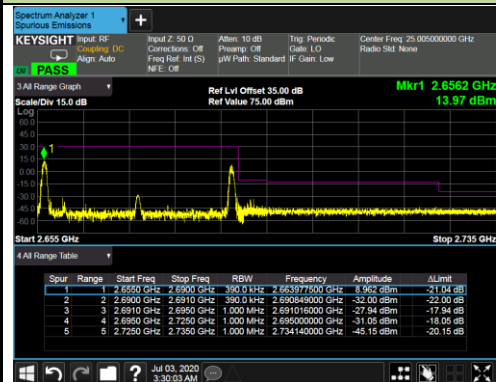 Spectrum Analyzer 1
Spurious Emissions
KEYSIGHT Input: RF Input Z: 50 Ω Atten: 10 dB Trig: Periodic Center Freq: 25.005000000 GHz
Coupling: DC Corrections: Off Preamp: Off Gate: LO Radio Std: None
Align: Auto Freq Ref: Int (S) µW Path: Standard IF Gain: Low
NFE: Off
LXI PASS
3 All Range Graph
Ref Lvl Offset 35.00 dB Mkr1 2.6562 GHz
Scale/Div 15.0 dB Ref Value 75.00 dBm 13.97 dBm
Log
60.0
45.0
30.0
15.0
0.00
-15.0
-30.0
-45.0
-60.0
1
Start 2.655 GHz Stop 2.735 GHz
4 All Range Table
Spur Range Start Freq Stop Freq RBW Frequency Amplitude ΔLimit
1 1 2.6550 GHz 2.6900 GHz 390.0 kHz 2.663977500 GHz 8.962 dBm -21.04 dB
2 2 2.6900 GHz 2.6910 GHz 390.0 kHz 2.690849000 GHz -32.00 dBm -22.00 dB
3 3 2.6910 GHz 2.6950 GHz 1.000 MHz 2.691016000 GHz -27.94 dBm -17.94 dB
4 4 2.6950 GHz 2.7250 GHz 1.000 MHz 2.695000000 GHz -31.05 dBm -18.05 dB
5 5 2.7250 GHz 2.7350 GHz 1.000 MHz 2.734140000 GHz -45.15 dBm -20.15 dB
Jul 03, 2020
3:30:03 AM